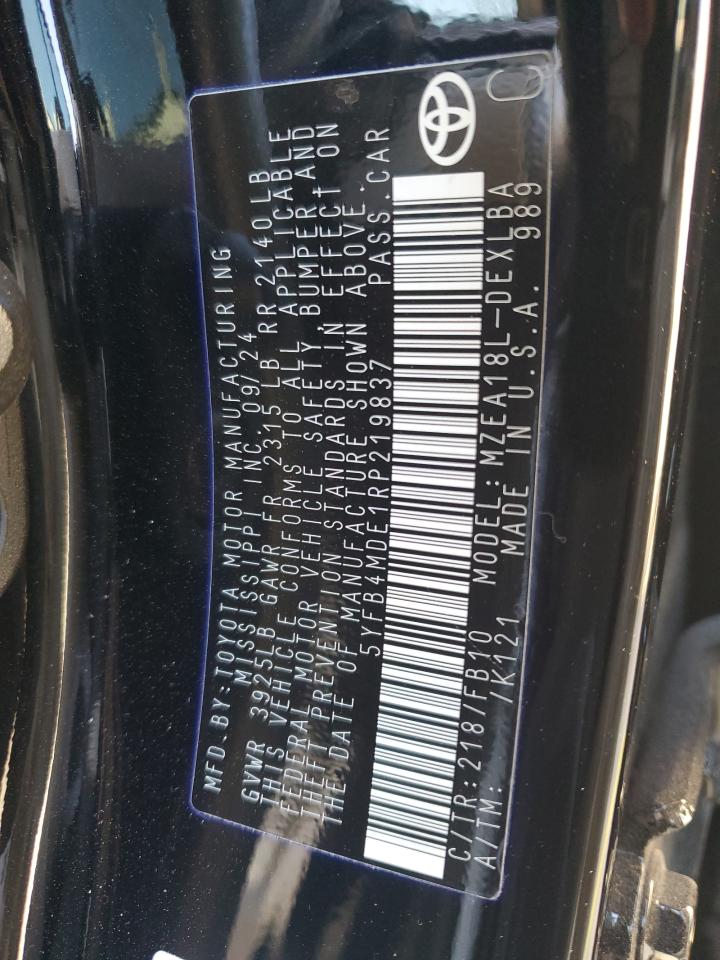 MFD.BY:TOYOTA MOTOR MANUFACTURING
MISSISSIPPI INC. 09/24
GVWR 3925LB GAWR FR 2315 LB RR 2140LB
THIS VEHICLE CONFORMS TO ALL APPLICABLE
FEDERAL MOTOR VEHICLE SAFETY, BUMPER, AND
THEFT PREVENTION STANDARDS IN EFFECT ON
THE DATE OF MANUFACTURE SHOWN ABOVE.
5YFB4MDE1RP219837 PASS.CAR
C/TR:218/FB10 MODEL:MZEA18L-DEXLBA
A/TM: /K121 MADE IN U.S.A. 989